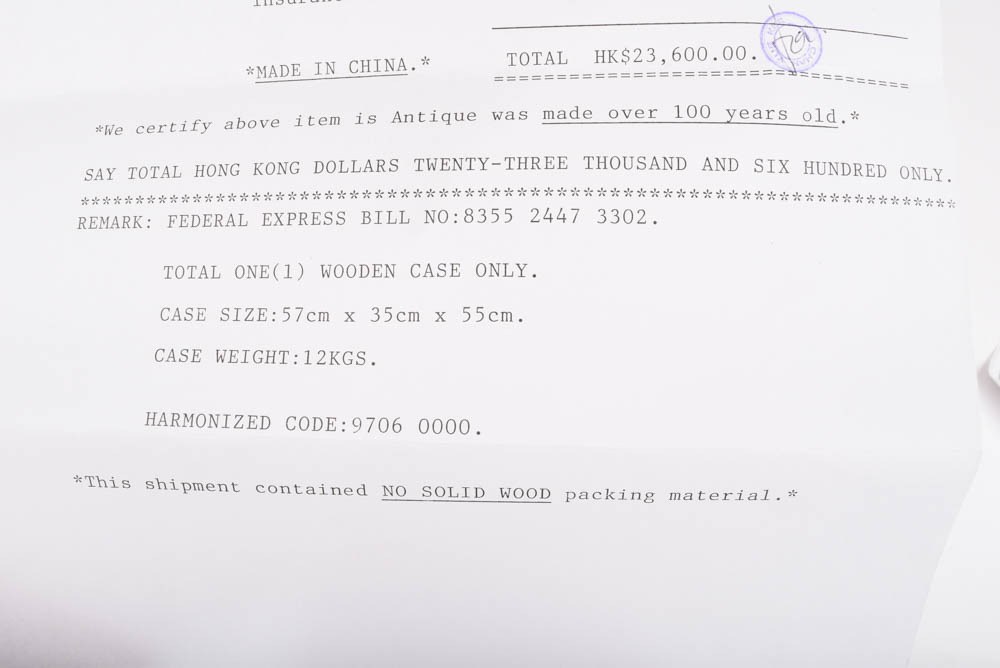 *MADE IN CHINA.*
TOTAL HK$23,600.00.
*We certify above item is Antique was made over 100 years old.*
SAY TOTAL HONG KONG DOLLARS TWENTY-THREE THOUSAND AND SIX HUNDRED ONLY.
REMARK: FEDERAL EXPRESS BILL NO:8355 2447 3302.
TOTAL ONE(1) WOODEN CASE ONLY.
CASE SIZE:57cm x 35cm x 55cm.
CASE WEIGHT:12KGS.
HARMONIZED CODE:9706 0000.
*This shipment contained NO SOLID WOOD packing material.*